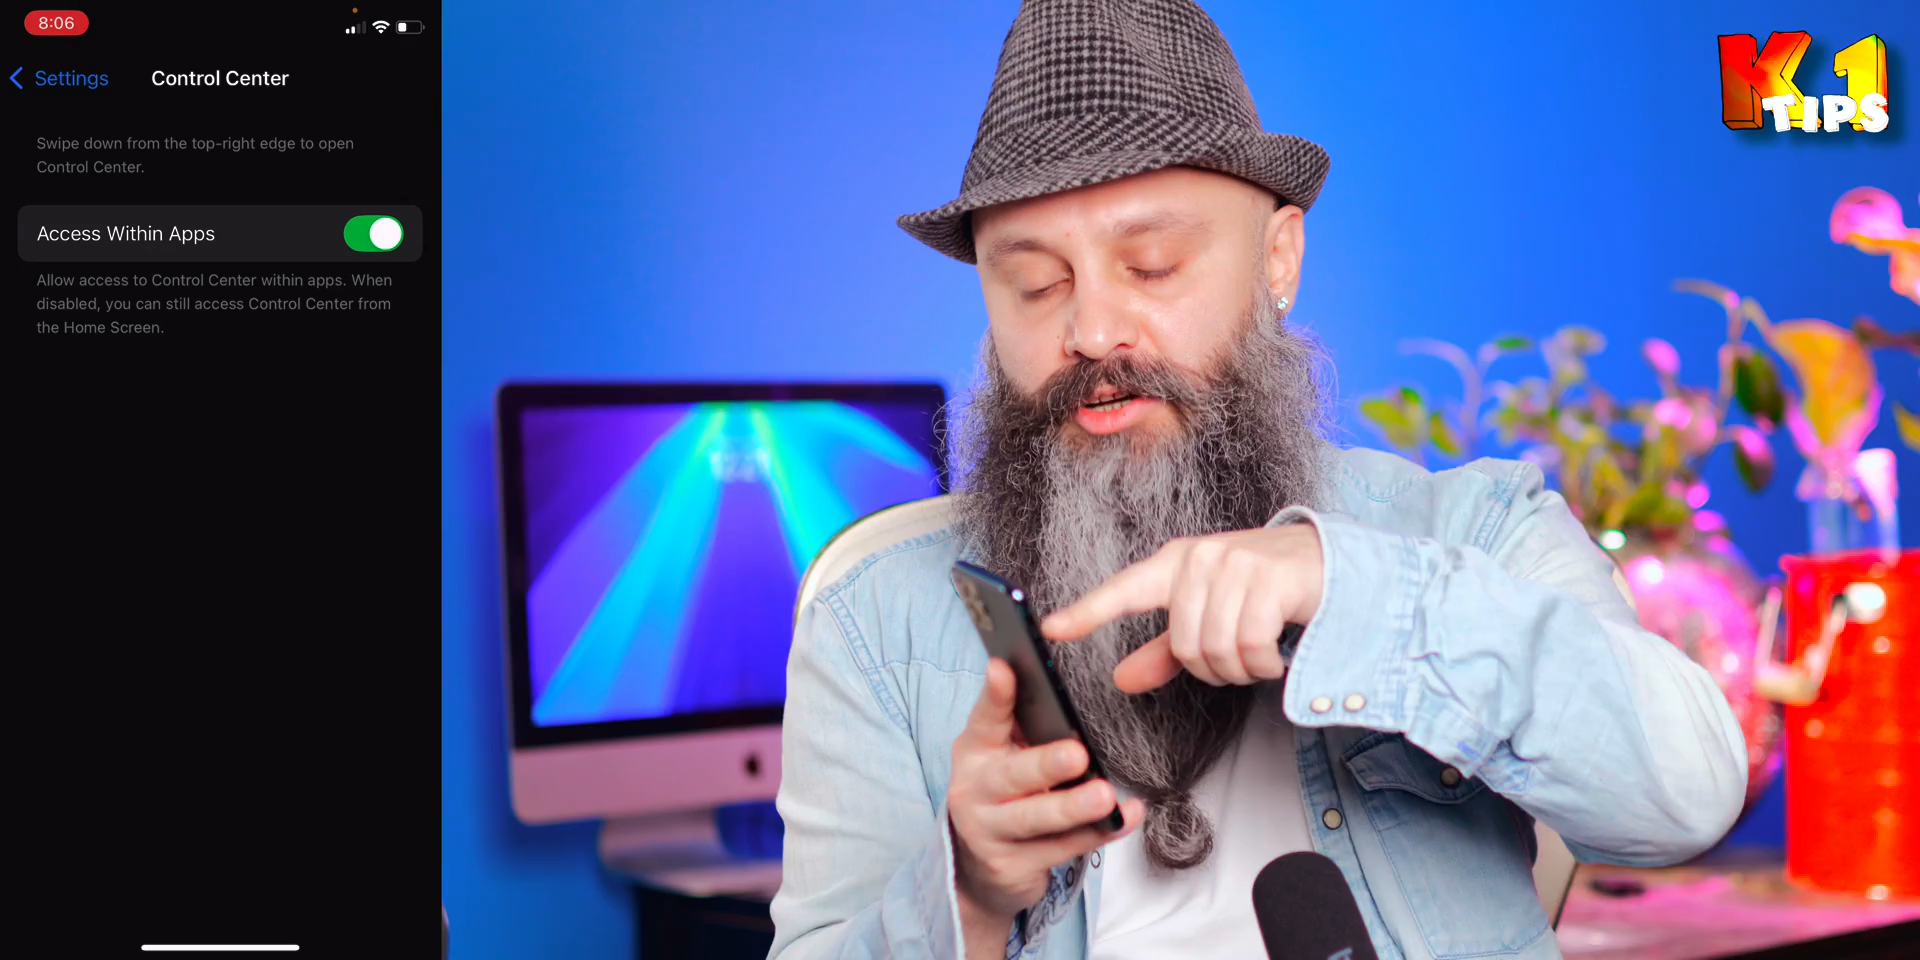 8:06
Settings
Control Center
Swipe down from the top-right edge to open
Control Center.
Access Within Apps
Allow access to Control Center within apps. When
disabled, you can still access Control Center from
the Home Screen.
K1
TIPS